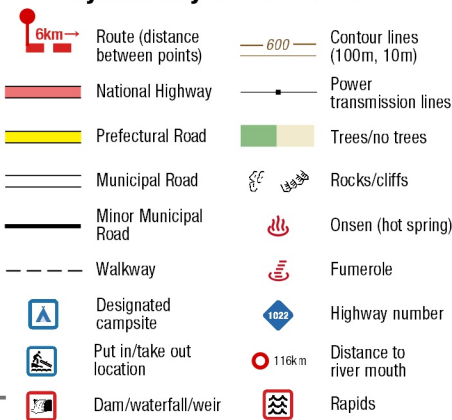 6km→
Route (distance
between points)
National Highway
Prefectural Road
Municipal Road
Minor Municipal
Road
Walkway
Designated
campsite
Put in/take out
location
Dam/waterfall/weir
600
Contour lines
(100m, 10m)
Power
transmission lines
Trees/no trees
Rocks/cliffs
Onsen (hot spring)
Fumerole
1022
Highway number
116km
Distance to
river mouth
Rapids